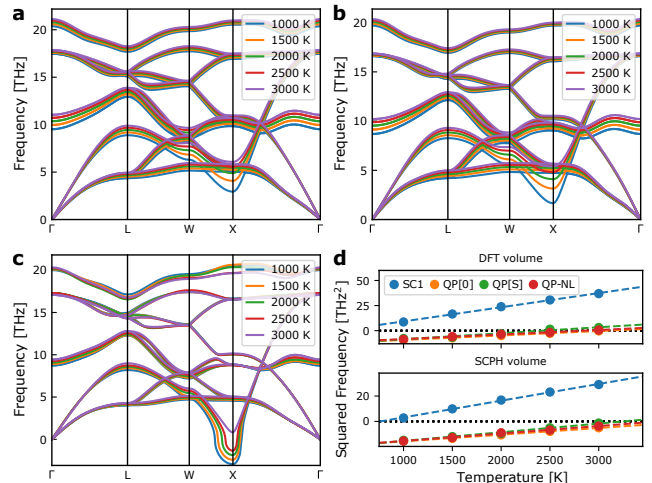 a
Frequency [THz]
20
15
10
5
0
1000 K
1500 K
2000 K
2500 K
3000 K
Γ L W X Γ
b
Frequency [THz]
20
15
10
5
0
1000 K
1500 K
2000 K
2500 K
3000 K
Γ L W X Γ
c
Frequency [THz]
20
15
10
5
0
1000 K
1500 K
2000 K
2500 K
3000 K
Γ L W X Γ
d
DFT volume
SC1 QP[0] QP[S] QP-NL
50
25
0
SCPH volume
25
0
Squared Frequency [THz²]
1000 1500 2000 2500 3000
Temperature [K]